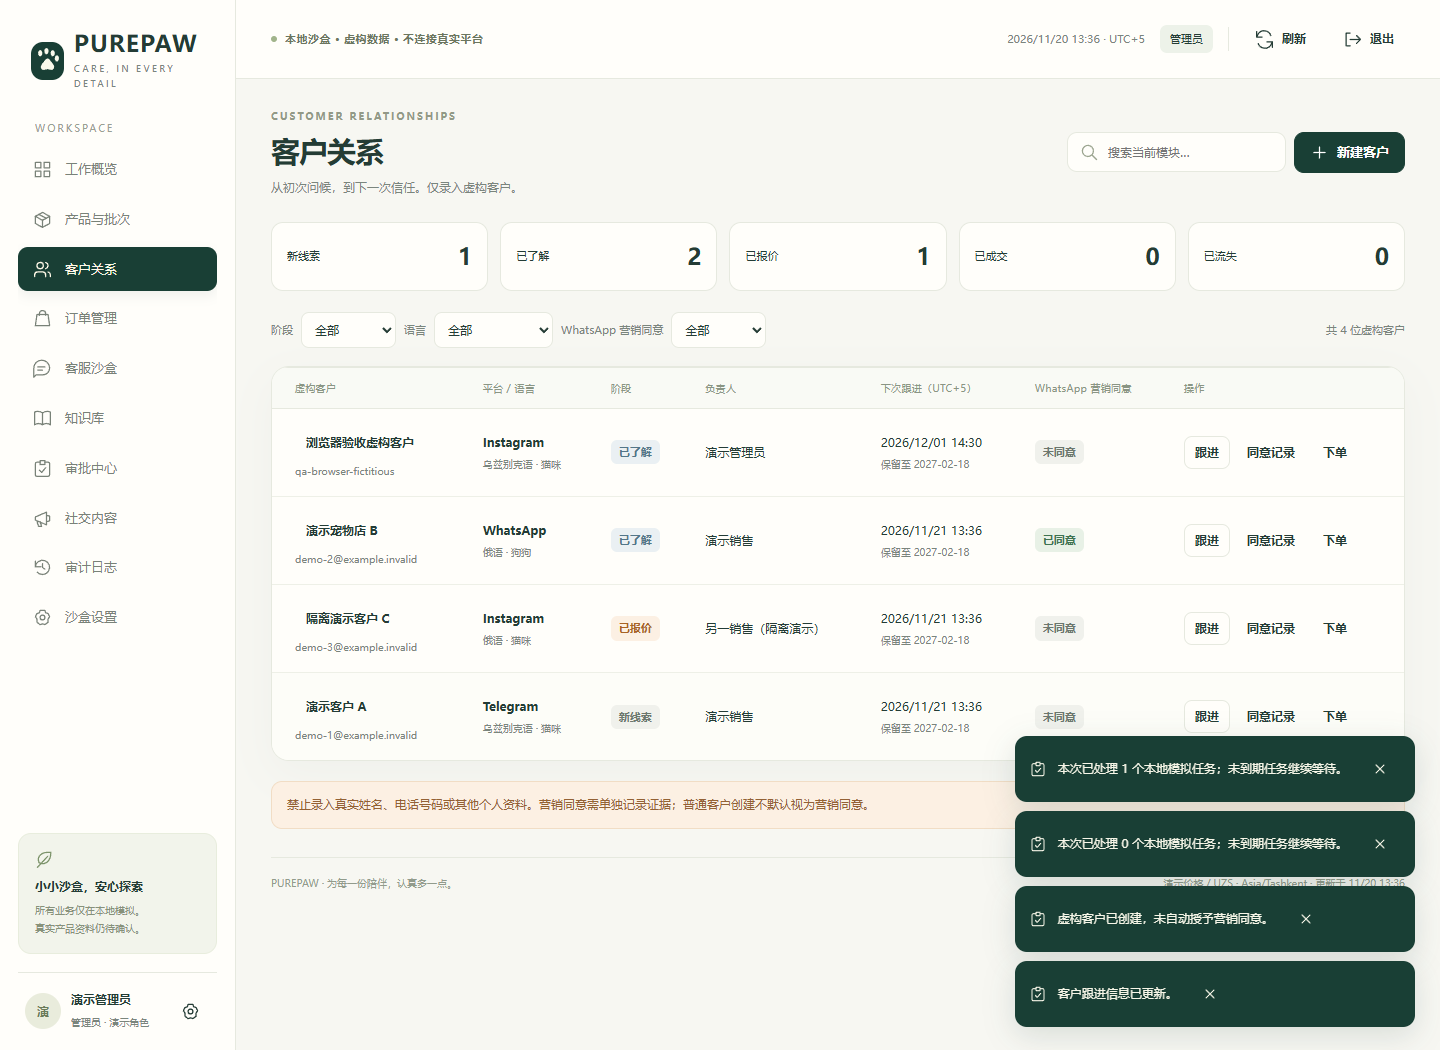 PUREPAW
CARE, IN EVERY
DETAIL
WORKSPACE
工作概览
产品与批次
客户关系
订单管理
客服沙盒
知识库
审批中心
社交内容
审计日志
沙盒设置
小小沙盒，安心探索
所有业务仅在本地模拟。
真实产品资料仍待确认。
演
演示管理员
管理员 · 演示角色
本地沙盒 • 虚构数据 • 不连接真实平台
2026/11/20 13:36 · UTC+5
管理员
刷新
退出
CUSTOMER RELATIONSHIPS
客户关系
从初次问候，到下一次信任。仅录入虚构客户。
搜索当前模块...
新建客户
新线索 1
已了解 2
已报价 1
已成交 0
已流失 0
阶段 全部 语言 全部 WhatsApp 营销同意 全部 共 4 位虚构客户
虚构客户 平台 / 语言 阶段 负责人 下次跟进（UTC+5） WhatsApp 营销同意 操作
浏览器验收虚构客户 Instagram 已了解 演示管理员 2026/12/01 14:30 未同意 跟进 同意记录 下单
qa-browser-fictitious 乌兹别克语 · 猫咪 保留至 2027-02-18
演示宠物店 B WhatsApp 已了解 演示销售 2026/11/21 13:36 已同意 跟进 同意记录 下单
demo-2@example.invalid 俄语 · 狗狗 保留至 2027-02-18
隔离演示客户 C Instagram 已报价 另一销售（隔离演示） 2026/11/21 13:36 未同意 跟进 同意记录 下单
demo-3@example.invalid 俄语 · 猫咪 保留至 2027-02-18
演示客户 A Telegram 新线索 演示销售 2026/11/21 13:36 未同意 跟进 同意记录 下单
demo-1@example.invalid 乌兹别克语 · 猫咪 保留至 2027-02-18
禁止录入真实姓名、电话号码或其他个人资料。营销同意需单独记录证据；普通客户创建不默认视为营销同意。
PUREPAW · 为每一份陪伴，认真多一点。
演示价格 / UZS · Asia/Tashkent · 更新于 11/20 13:36
本次已处理 1 个本地模拟任务；未到期任务继续等待。
本次已处理 0 个本地模拟任务；未到期任务继续等待。
虚构客户已创建，未自动授予营销同意。
客户跟进信息已更新。